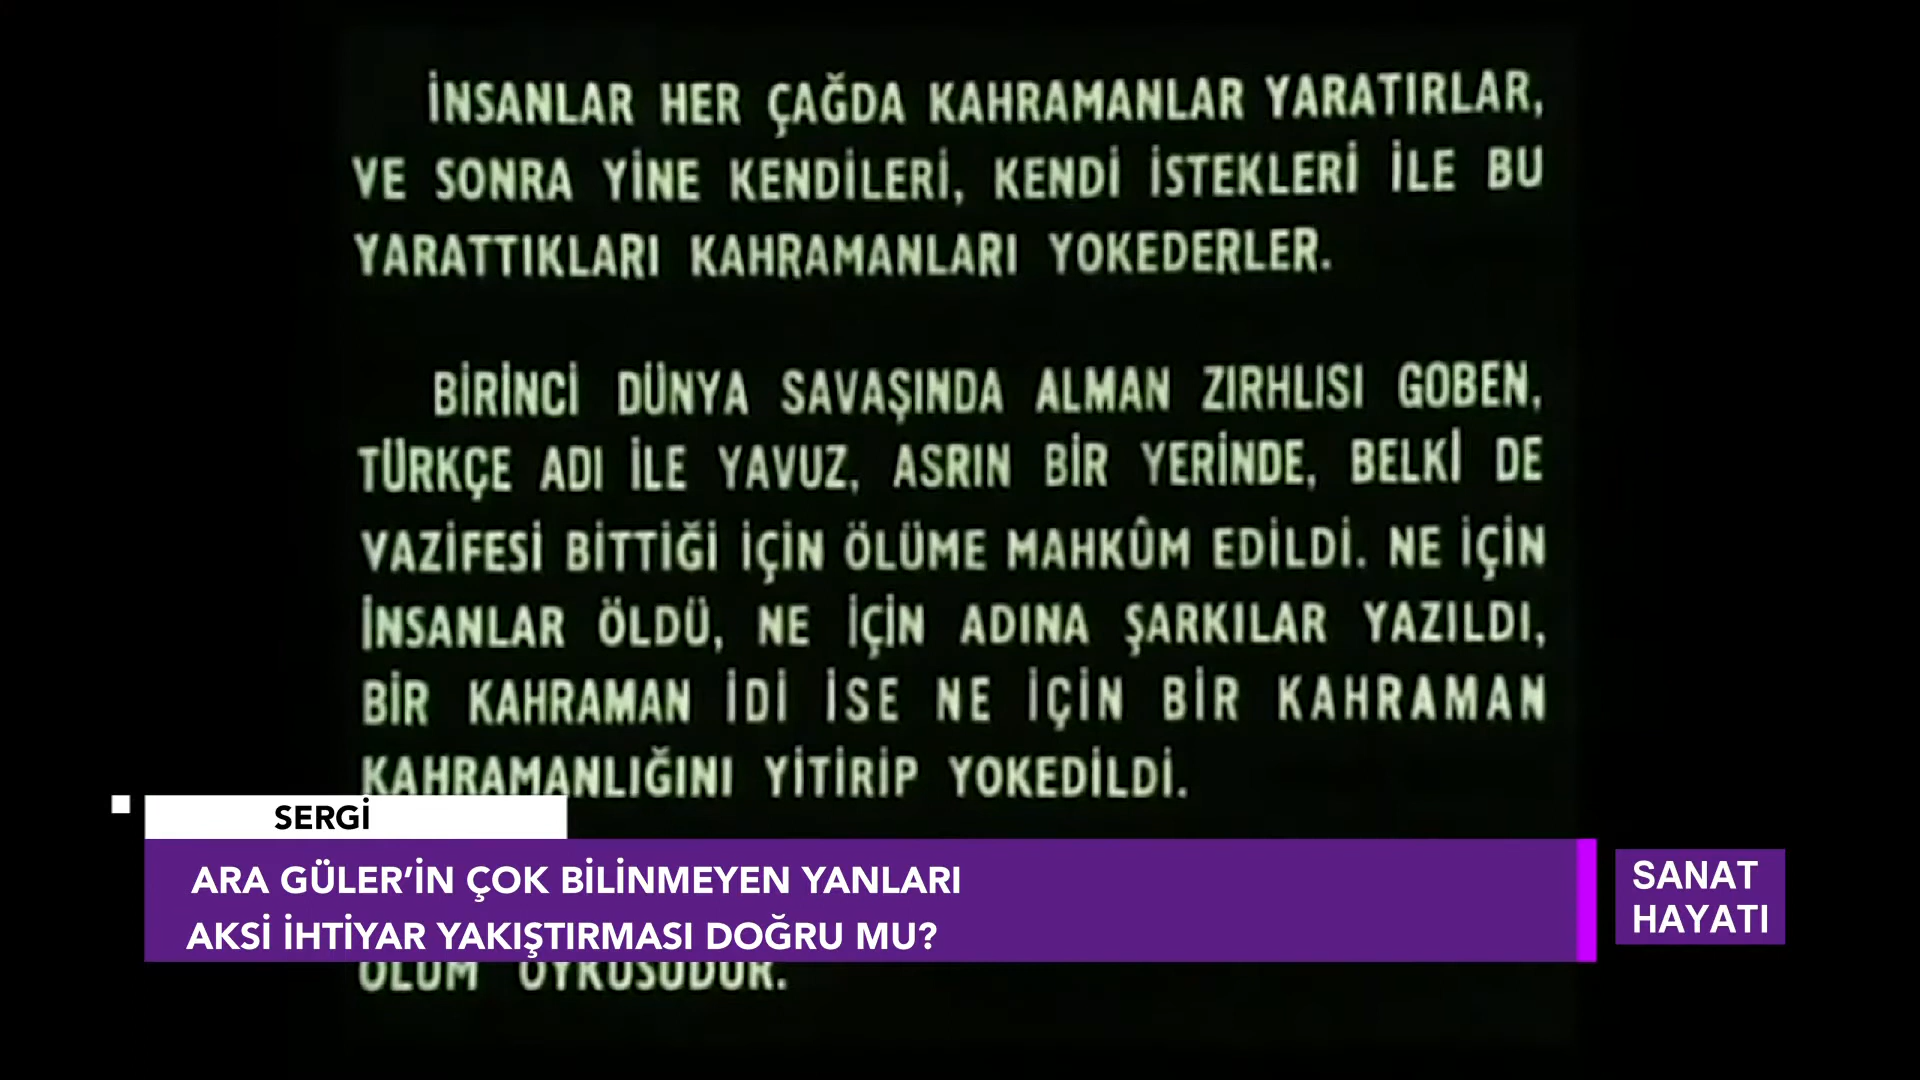 İNSANLAR HER ÇAĞDA KAHRAMANLAR YARATIRLAR,
VE SONRA YİNE KENDİLERİ, KENDİ İSTEKLERİ İLE BU
YARATTIKLARI KAHRAMANLARI YOKEDERLER.
BİRİNCİ DÜNYA SAVAŞINDA ALMAN ZIRHLISI GOBEN,
TÜRKÇE ADI İLE YAVUZ, ASRIN BİR YERİNDE, BELKİ DE
VAZİFESİ BİTTİĞİ İÇİN ÖLÜME MAHKÛM EDİLDİ. NE İÇİN
İNSANLAR ÖLDÜ, NE İÇİN ADINA ŞARKILAR YAZILDI,
BİR KAHRAMAN İDİ İSE NE İÇİN BİR KAHRAMAN
KAHRAMANLIĞINI YİTİRİP YOKEDİLDİ.
SERGİ
ARA GÜLER'İN ÇOK BİLİNMEYEN YANLARI
AKSİ İHTİYAR YAKIŞTIRMASI DOĞRU MU?
SANAT
HAYATI
ÖLÜM ÖYKÜSÜDÜR.